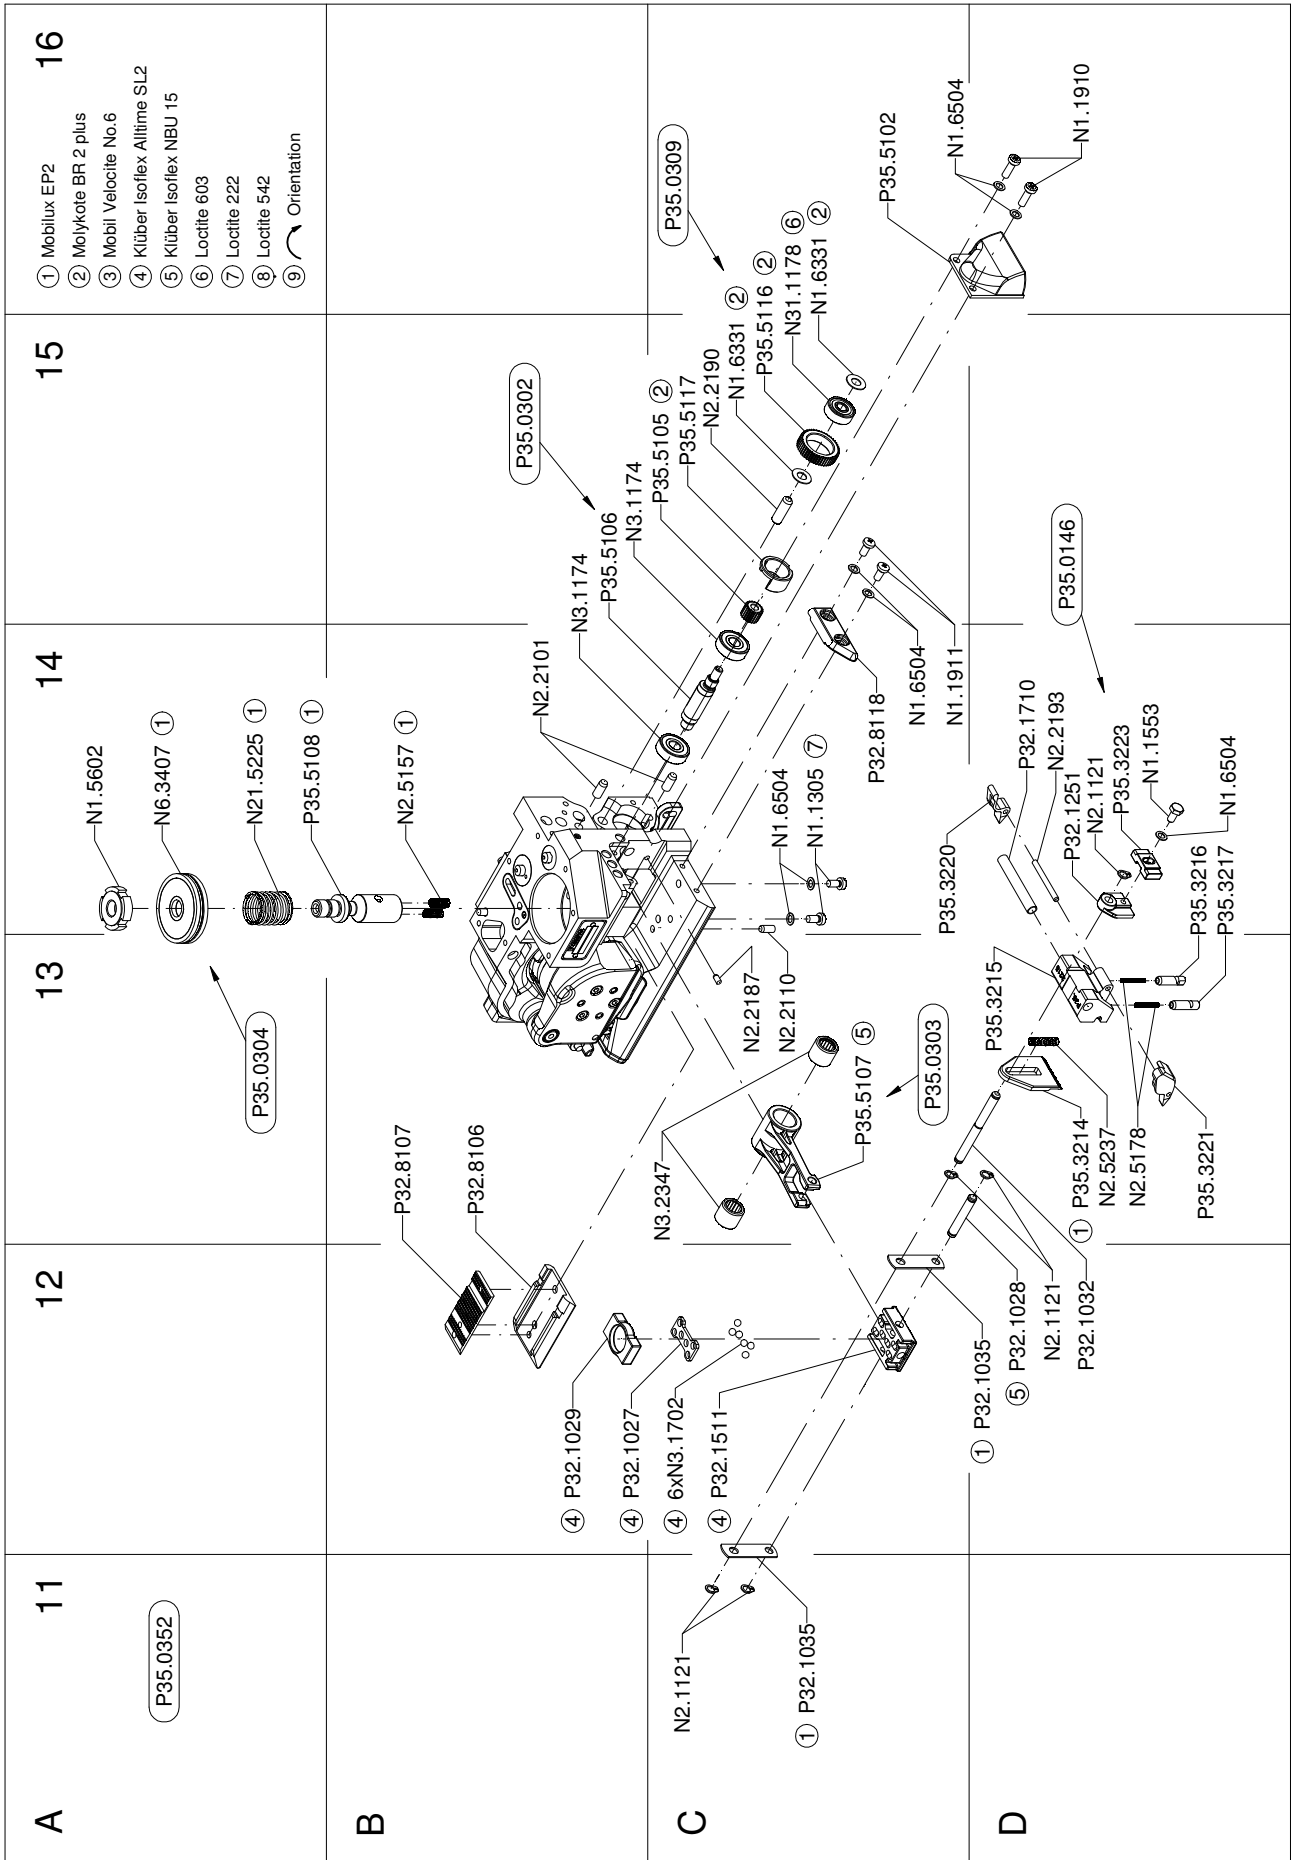 A
B
C
D
11
12
13
14
15
16
P35.0352
① Mobilux EP2
② Molykote BR 2 plus
③ Mobil Velocite No.6
④ Klüber Isoflex Alltime SL2
⑤ Klüber Isoflex NBU 15
⑥ Loctite 603
⑦ Loctite 222
⑧ Loctite 542
⑨ Orientation
P35.0304
N1.5602
N6.3407 ①
N21.5225 ①
P35.5108 ①
N2.5157 ①
P32.8107
P32.8106
④ P32.1029
④ P32.1027
④ 6xN3.1702
④ P32.1511
N2.2101
N3.1174
P35.5106
N3.1174
P35.5105 ②
P35.5117
N2.2190
N1.6331 ②
P35.5116 ②
N31.1178 ⑥
N1.6331 ②
P35.0302
P35.0309
P35.5102
N1.6504
N1.1910
N2.1121
① P32.1035
N3.2347
N2.2187
N2.2110
P35.5107 ⑤
P35.0303
N1.6504
N1.1305 ⑦
P32.8118
N1.6504
N1.1911
① P32.1035
⑤ P32.1028
N2.1121
P32.1032
① P35.3214
N2.5237
N2.5178
P35.3221
P35.3215
P35.3220
P32.1710
N2.2193
P32.1251
N2.1121
P35.3223
N1.1553
N1.6504
P35.3216
P35.3217
P35.0146